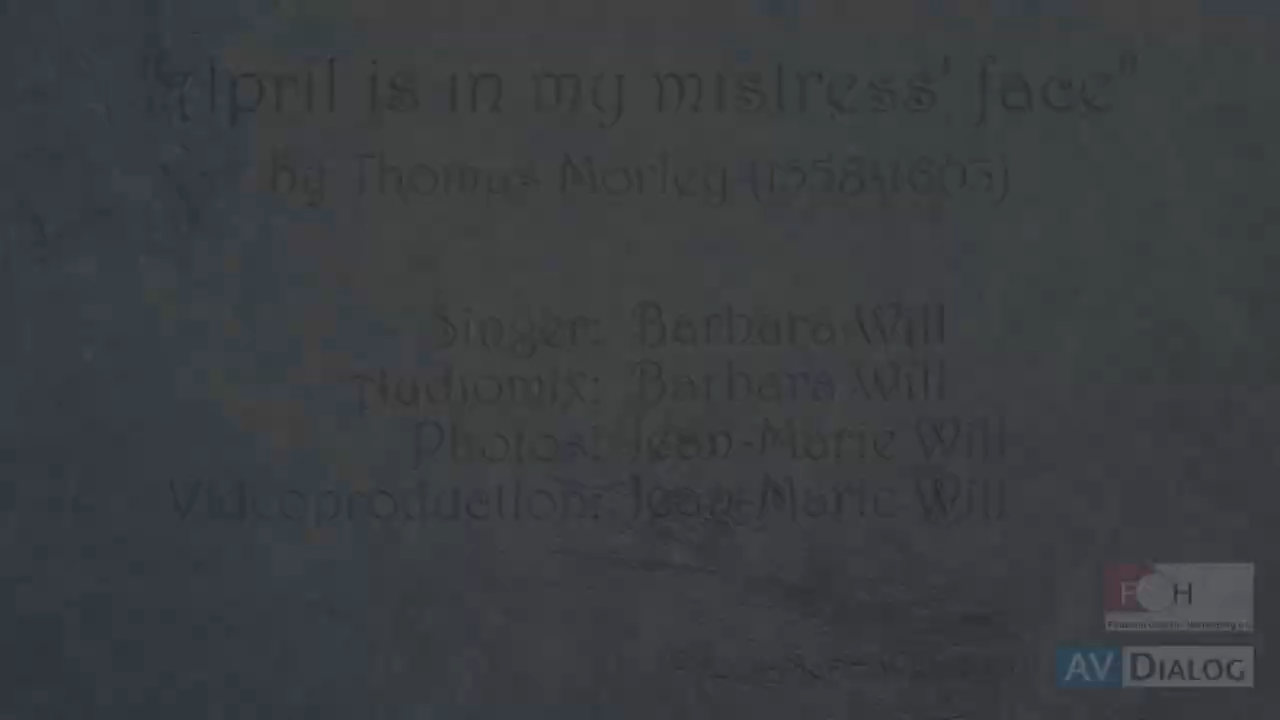 "April is in my mistress' face"
by Thomas Morley (1558-1603)
Singer: Barbara Will
Audiomix: Barbara Will
Photos: Jean-Marie Will
Videoproduction: Jean-Marie Will
F H
AV DIALOG